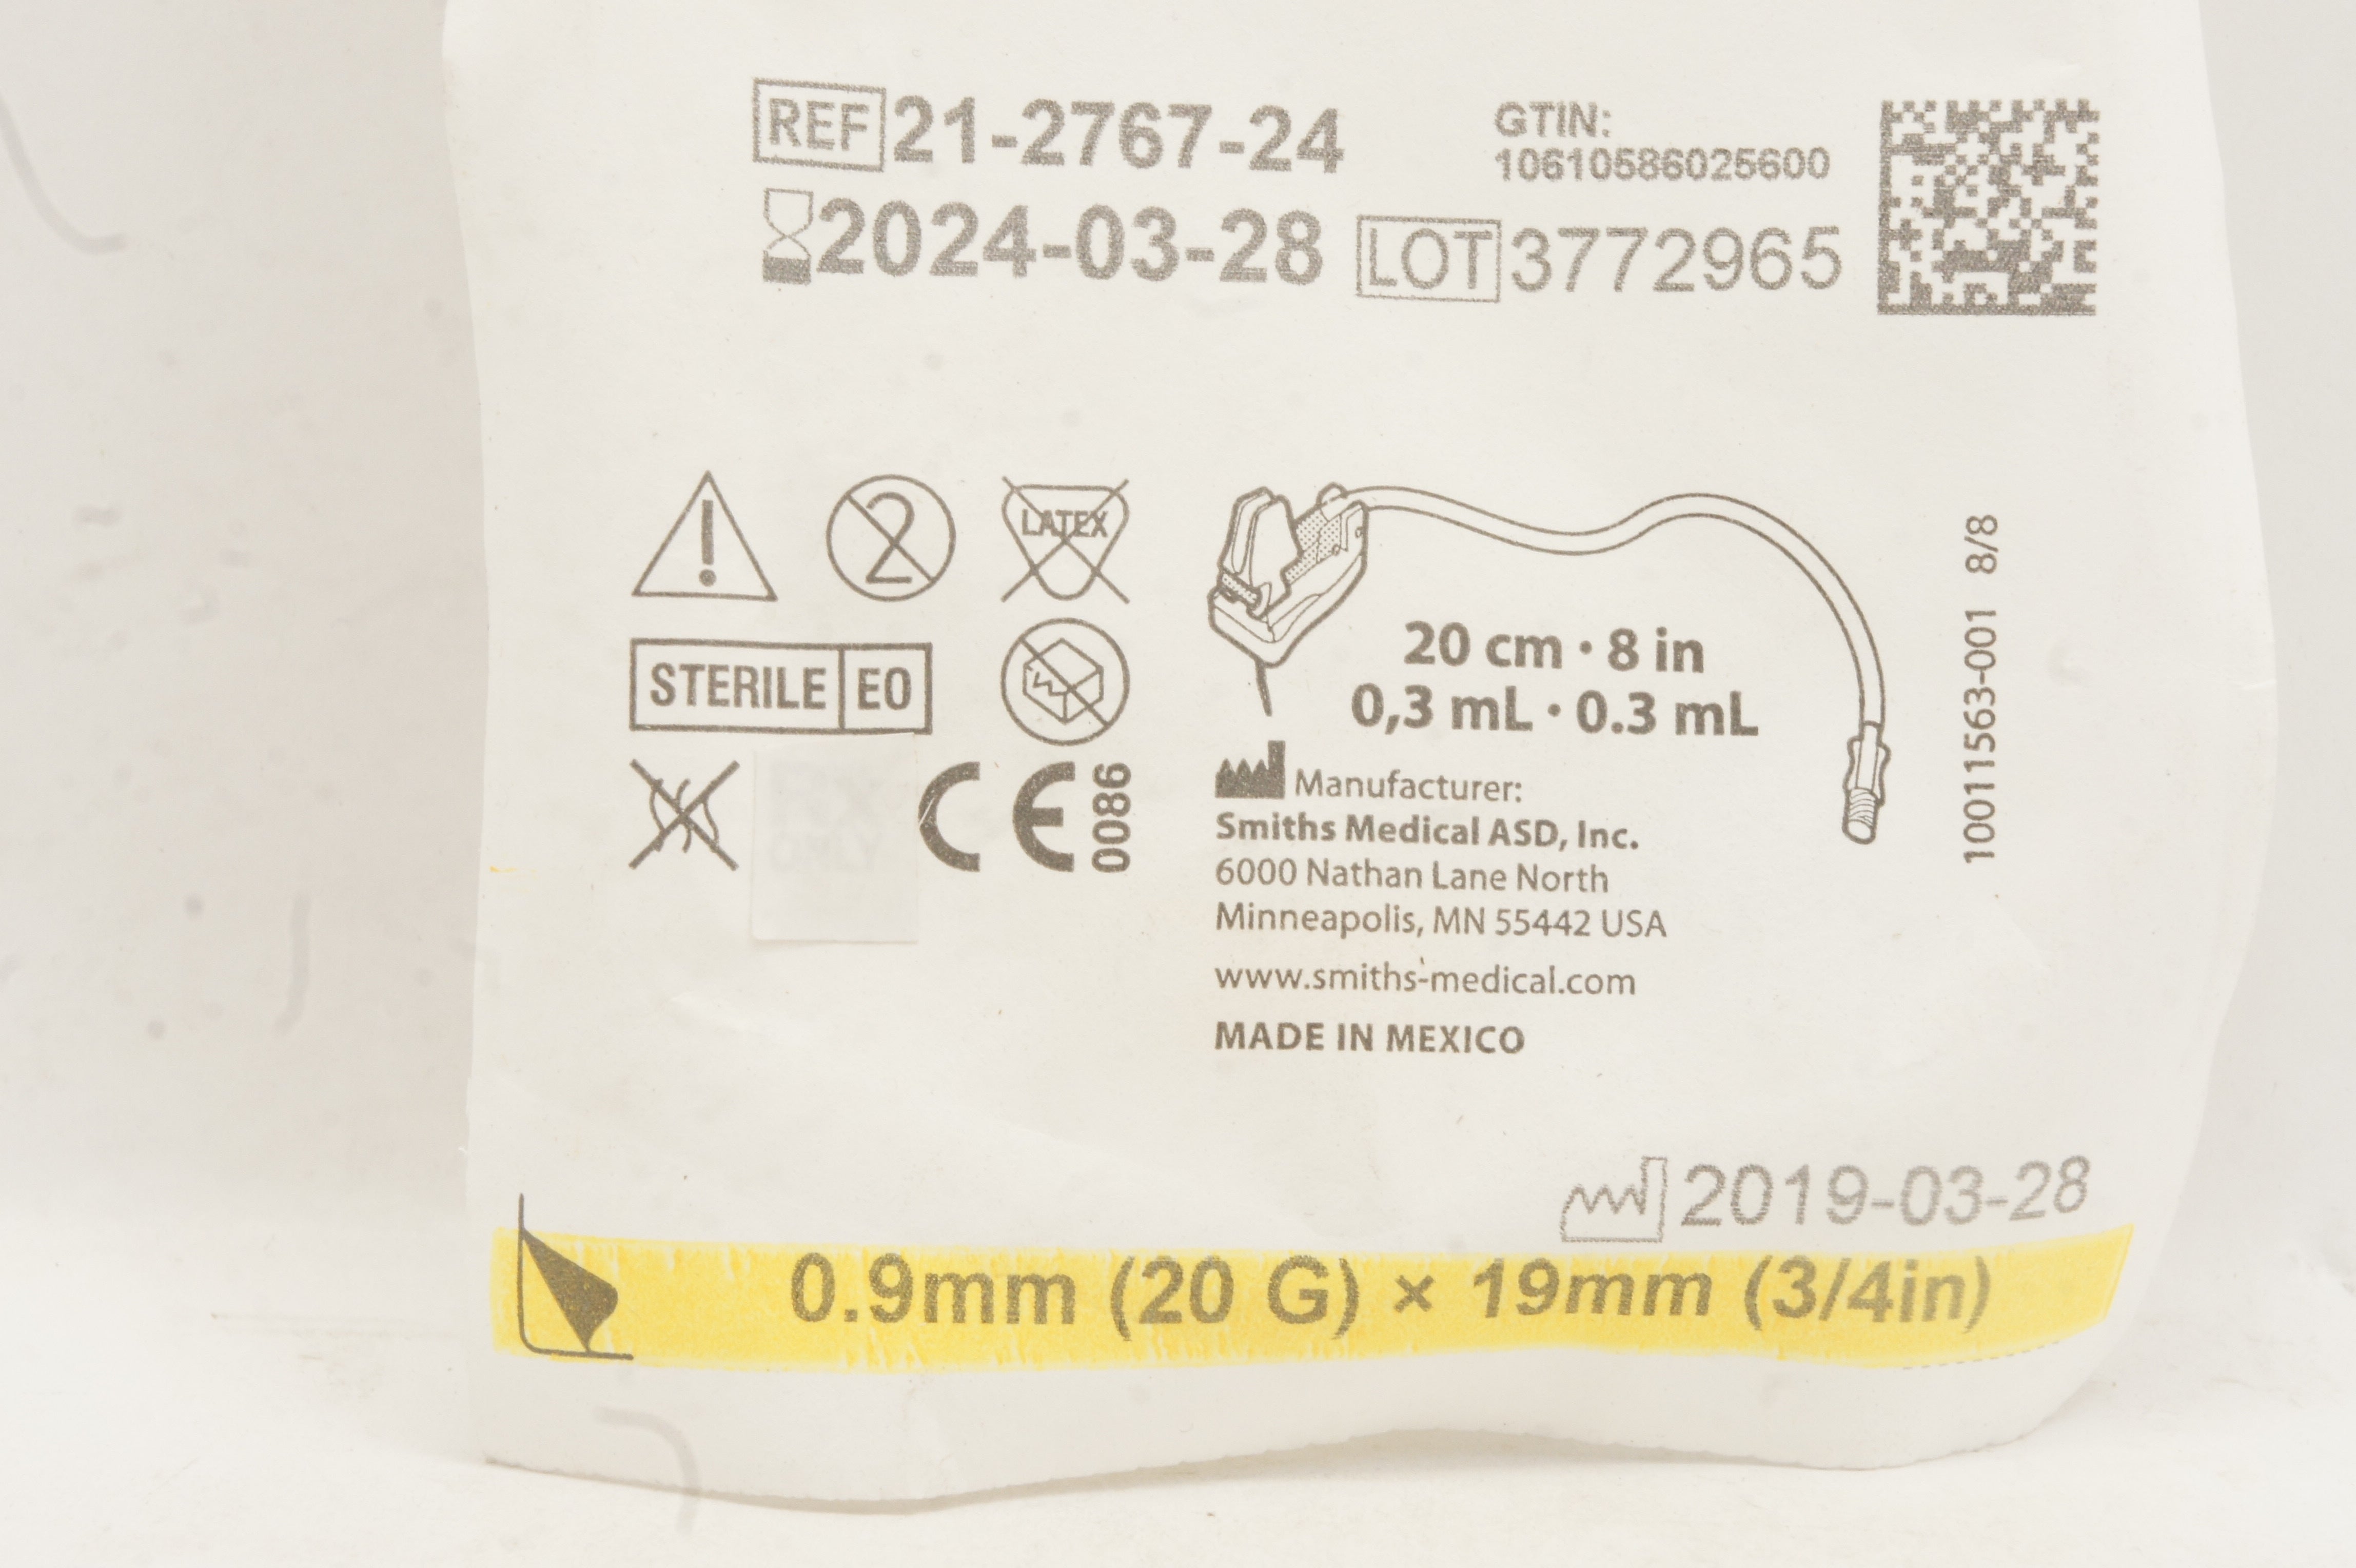 REF 21-2767-24
GTIN:
10610586025600
2024-03-28 LOT 3772965
2
LATEX
STERILE EO
CE 0086
20 cm · 8 in
0,3 mL · 0.3 mL
Manufacturer:
Smiths Medical ASD, Inc.
6000 Nathan Lane North
Minneapolis, MN 55442 USA
www.smiths-medical.com
MADE IN MEXICO
10011563-001 8/8
2019-03-28
0.9mm (20 G) × 19mm (3/4in)